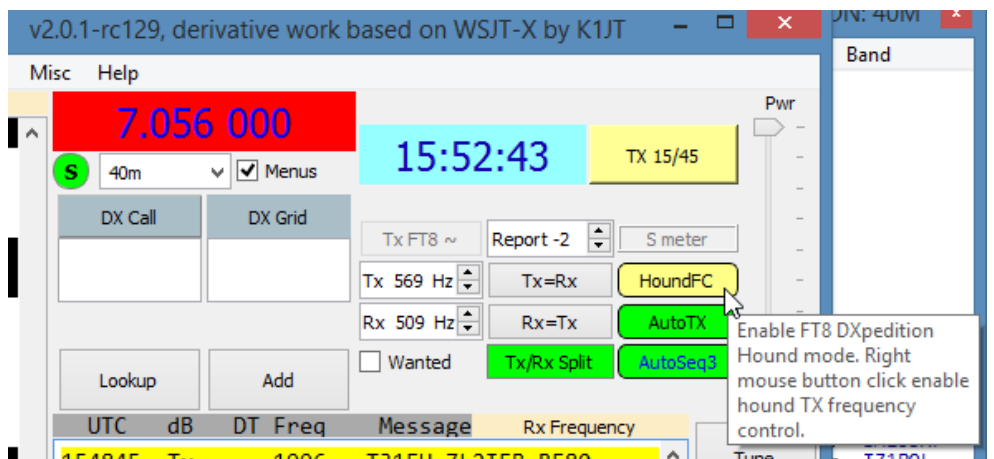 v2.0.1-rc129, derivative work based on WSJT-X by K1JT
Misc Help
Band
7.056 000
Pwr
15:52:43
TX 15/45
S
40m
Menus
DX Call
DX Grid
Tx FT8 ~
Report -2
S meter
Tx 569 Hz
Tx=Rx
HoundFC
Rx 509 Hz
Rx=Tx
AutoTX
Wanted
Tx/Rx Split
AutoSeq3
Enable FT8 DXpedition
Hound mode. Right
mouse button click enable
hound TX frequency
control.
Lookup
Add
UTC dB DT Freq Message
Rx Frequency